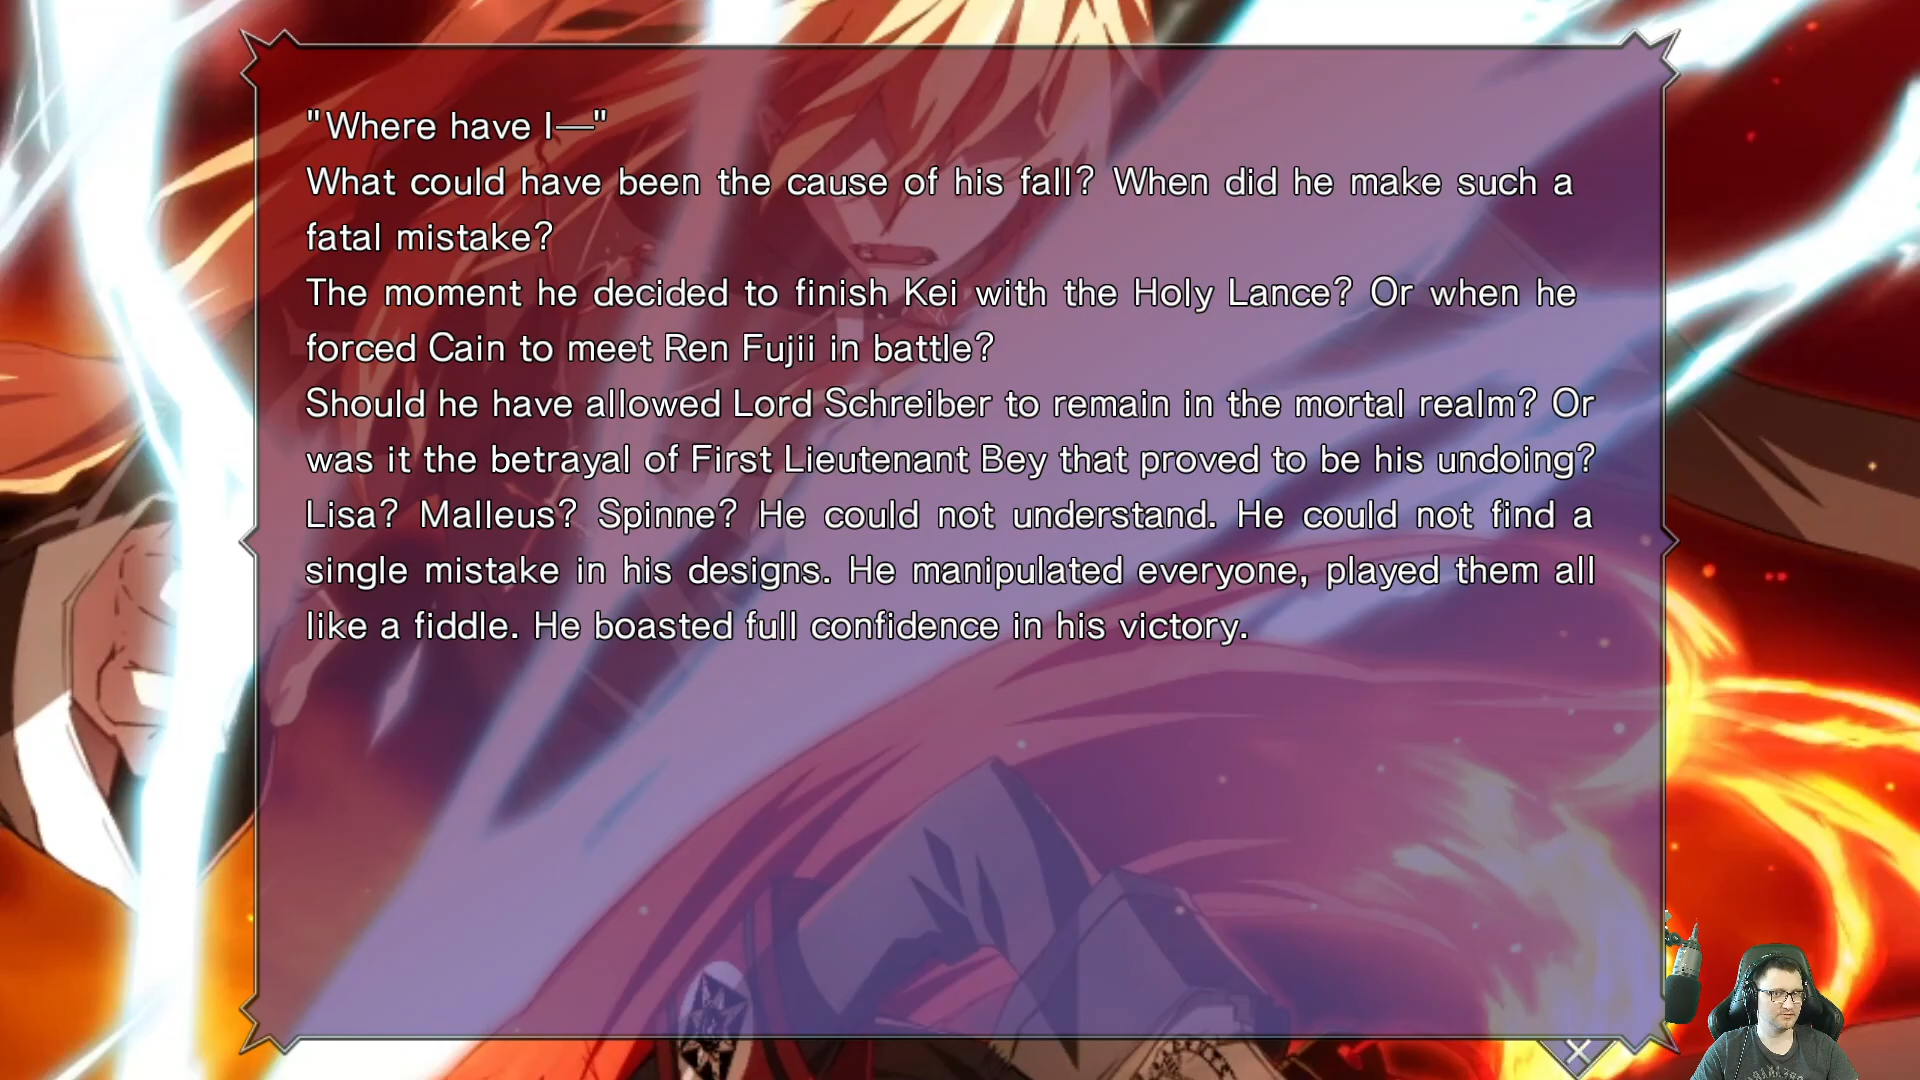 "Where have I—"
What could have been the cause of his fall? When did he make such a
fatal mistake?
The moment he decided to finish Kei with the Holy Lance? Or when he
forced Cain to meet Ren Fujii in battle?
Should he have allowed Lord Schreiber to remain in the mortal realm? Or
was it the betrayal of First Lieutenant Bey that proved to be his undoing?
Lisa? Malleus? Spinne? He could not understand. He could not find a
single mistake in his designs. He manipulated everyone, played them all
like a fiddle. He boasted full confidence in his victory.